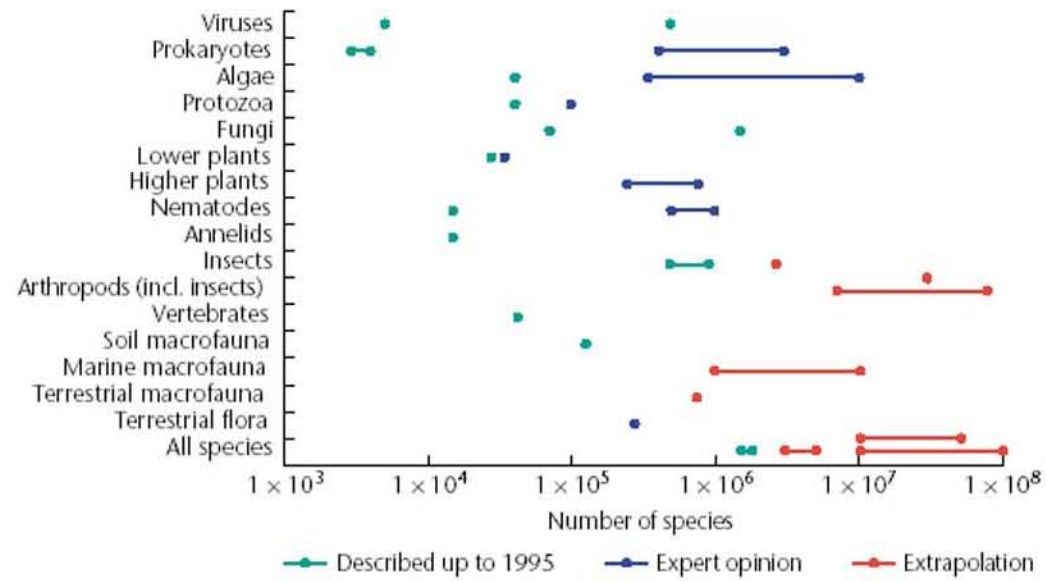 Viruses
Prokaryotes
Algae
Protozoa
Fungi
Lower plants
Higher plants
Nematodes
Annelids
Insects
Arthropods (incl. insects)
Vertebrates
Soil macrofauna
Marine macrofauna
Terrestrial macrofauna
Terrestrial flora
All species
1 × 10³ 1 × 10⁴ 1 × 10⁵ 1 × 10⁶ 1 × 10⁷ 1 × 10⁸
Number of species
Described up to 1995 Expert opinion Extrapolation